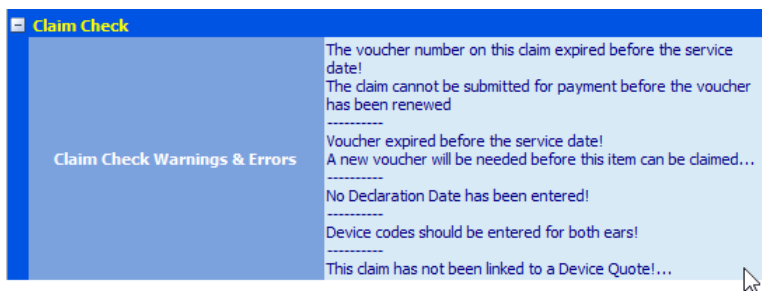 Claim Check
Claim Check Warnings & Errors
The voucher number on this claim expired before the service
date!
The claim cannot be submitted for payment before the voucher
has been renewed
----------
Voucher expired before the service date!
A new voucher will be needed before this item can be claimed...
----------
No Declaration Date has been entered!
----------
Device codes should be entered for both ears!
----------
This claim has not been linked to a Device Quote!...